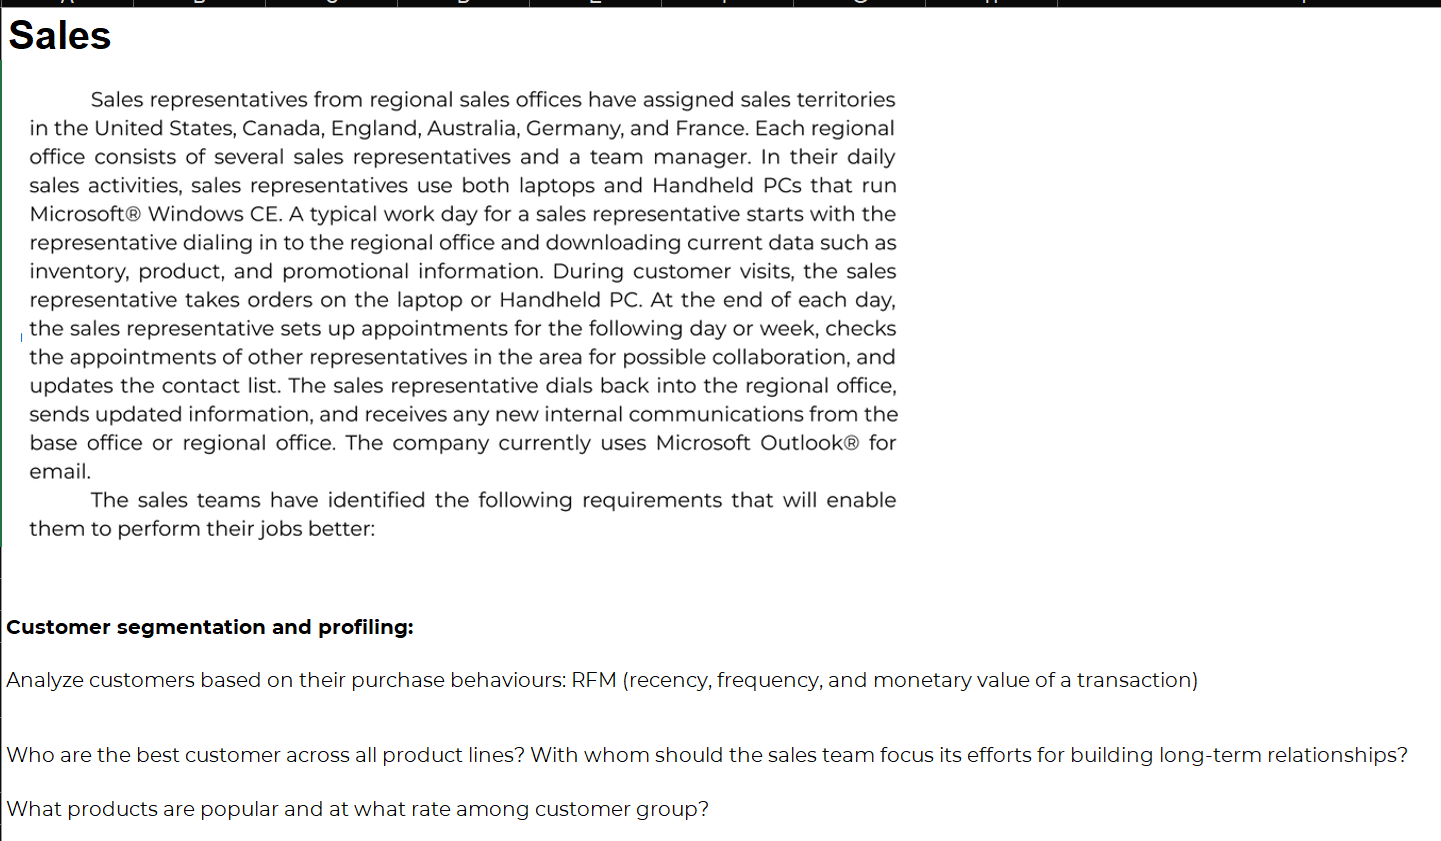 Sales
Sales representatives from regional sales offices have assigned sales territories
in the United States, Canada, England, Australia, Germany, and France. Each regional
office consists of several sales representatives and a team manager. In their daily
sales activities, sales representatives use both laptops and Handheld PCs that run
Microsoft® Windows CE. A typical work day for a sales representative starts with the
representative dialing in to the regional office and downloading current data such as
inventory, product, and promotional information. During customer visits, the sales
representative takes orders on the laptop or Handheld PC. At the end of each day,
the sales representative sets up appointments for the following day or week, checks
the appointments of other representatives in the area for possible collaboration, and
updates the contact list. The sales representative dials back into the regional office,
sends updated information, and receives any new internal communications from the
base office or regional office. The company currently uses Microsoft Outlook® for
email.
The sales teams have identified the following requirements that will enable
them to perform their jobs better:
Customer segmentation and profiling:
Analyze customers based on their purchase behaviours: RFM (recency, frequency, and monetary value of a transaction)
Who are the best customer across all product lines? With whom should the sales team focus its efforts for building long-term relationships?
What products are popular and at what rate among customer group?